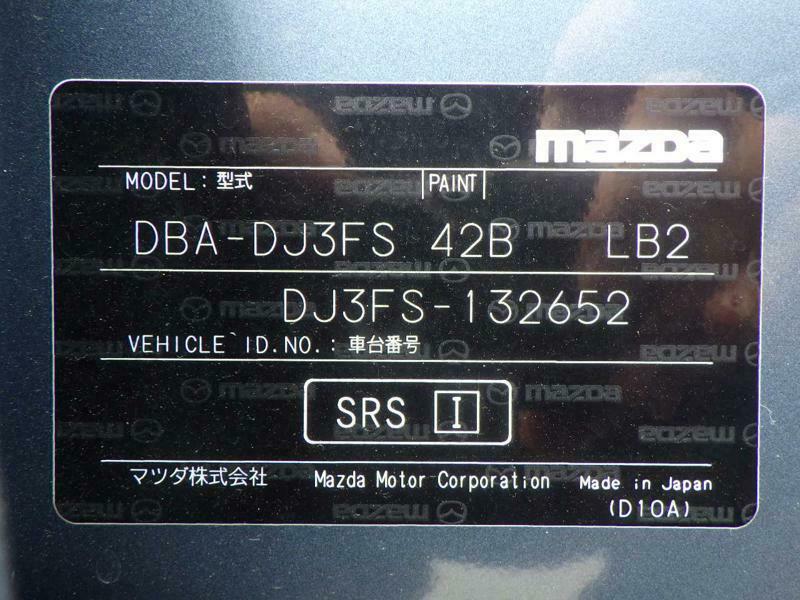 mazda
MODEL: 型式 PAINT
DBA-DJ3FS 42B LB2
DJ3FS-132652
VEHICLE ID.NO.: 車台番号
SRS I
マツダ株式会社 Mazda Motor Corporation Made in Japan
(D10A)